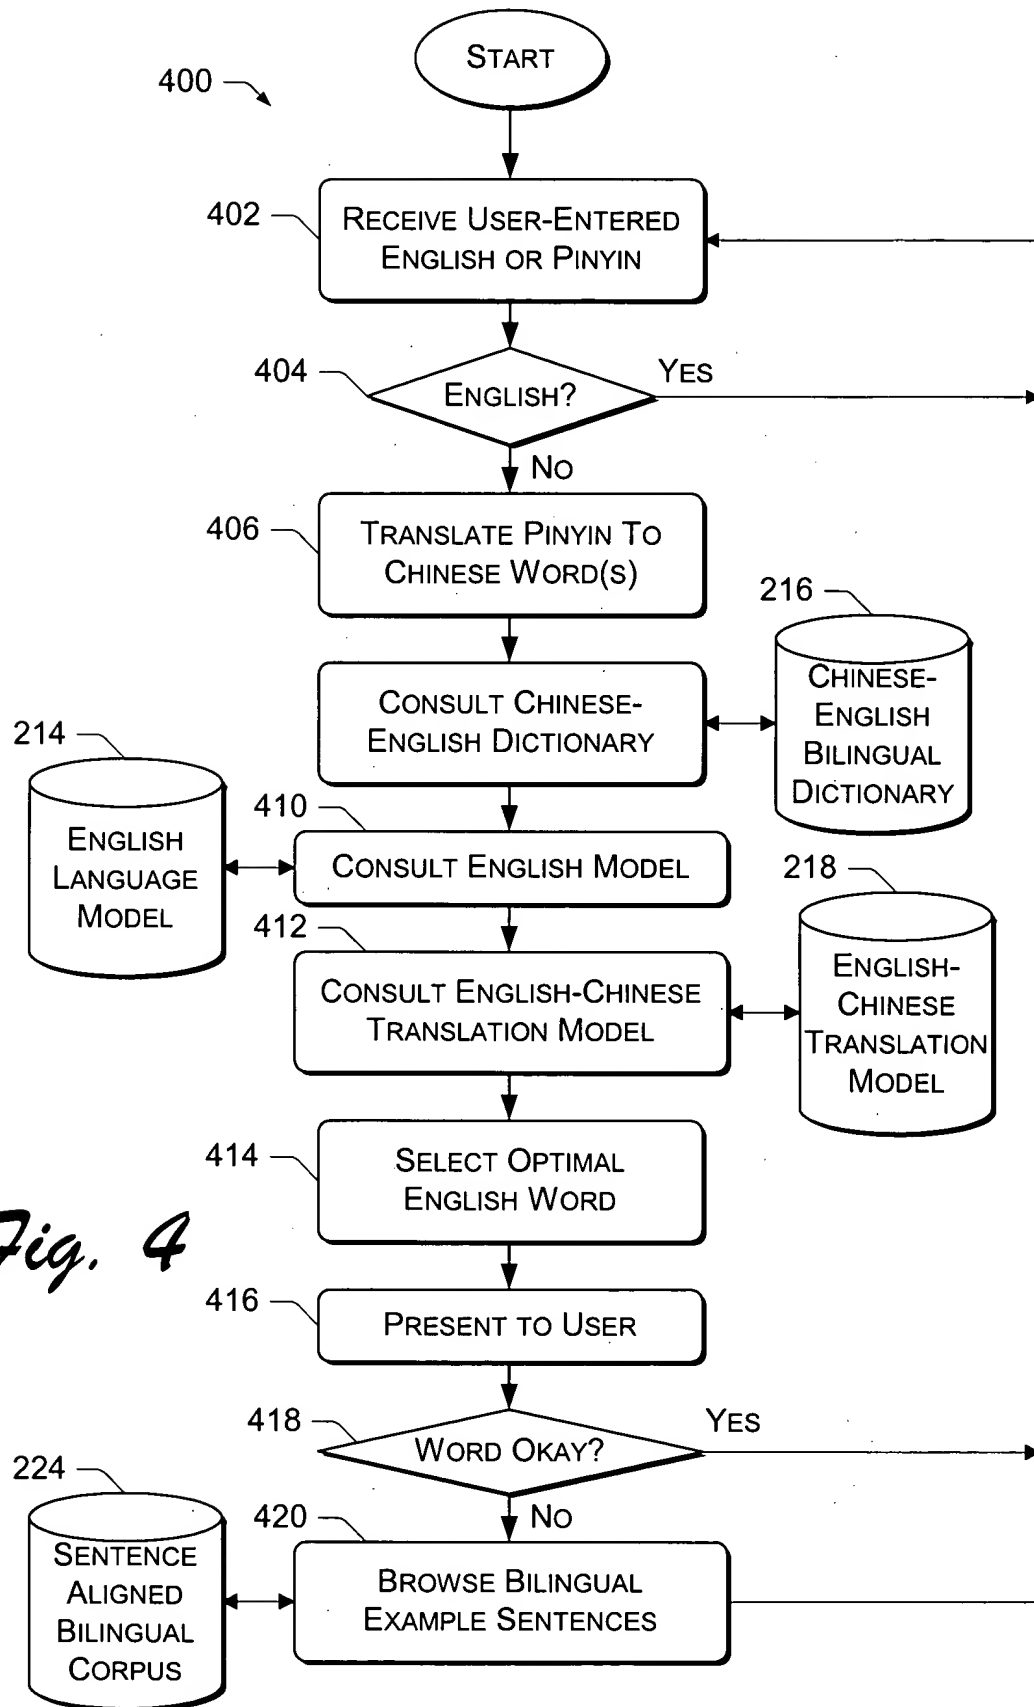 START
400
402
RECEIVE USER-ENTERED
ENGLISH OR PINYIN
404
ENGLISH?
YES
NO
406
TRANSLATE PINYIN TO
CHINESE WORD(S)
216
CHINESE-
ENGLISH
BILINGUAL
DICTIONARY
CONSULT CHINESE-
ENGLISH DICTIONARY
214
ENGLISH
LANGUAGE
MODEL
410
CONSULT ENGLISH MODEL
218
ENGLISH-
CHINESE
TRANSLATION
MODEL
412
CONSULT ENGLISH-CHINESE
TRANSLATION MODEL
414
SELECT OPTIMAL
ENGLISH WORD
Fig. 4
416
PRESENT TO USER
418
WORD OKAY?
YES
NO
224
SENTENCE
ALIGNED
BILINGUAL
CORPUS
420
BROWSE BILINGUAL
EXAMPLE SENTENCES